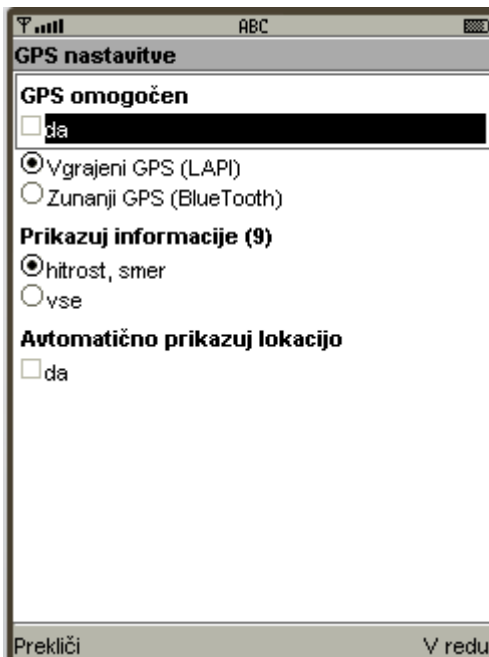 ABC
GPS nastavitve
GPS omogočen
da
Vgrajeni GPS (LAPI)
Zunanji GPS (BlueTooth)
Prikazuj informacije (9)
hitrost, smer
vse
Avtomatično prikazuj lokacijo
da
Prekliči V redu